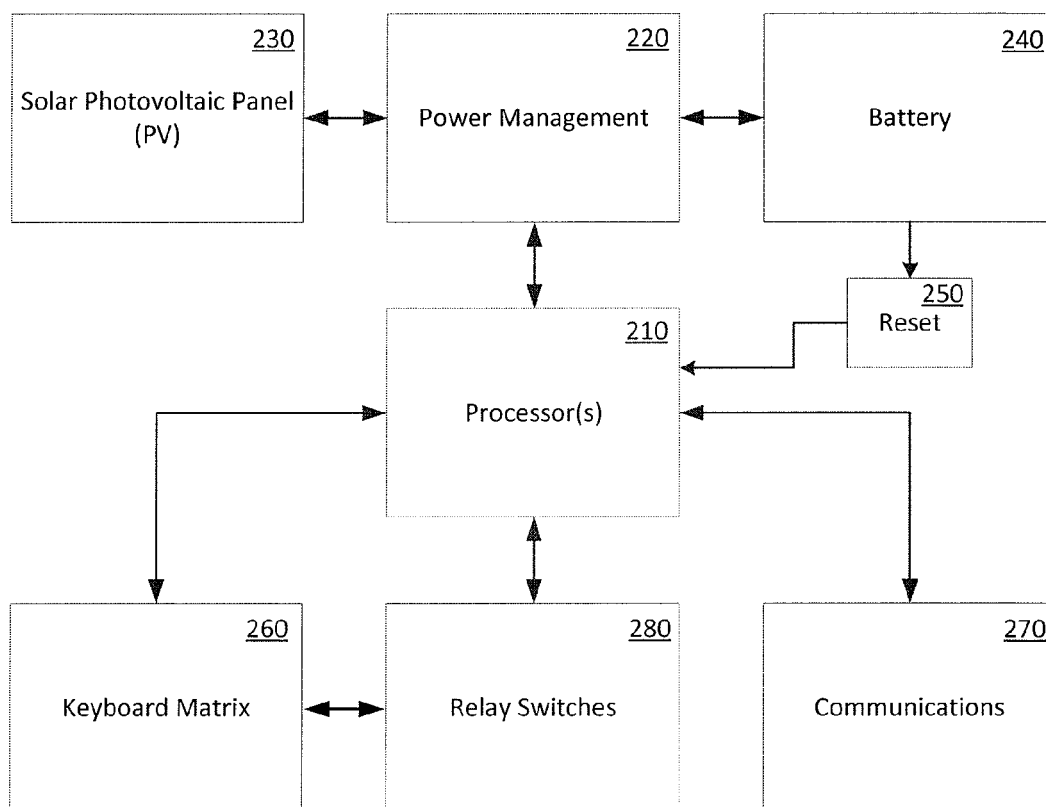 230
Solar Photovoltaic Panel
(PV)
220
Power Management
240
Battery
250
Reset
210
Processor(s)
260
Keyboard Matrix
280
Relay Switches
270
Communications